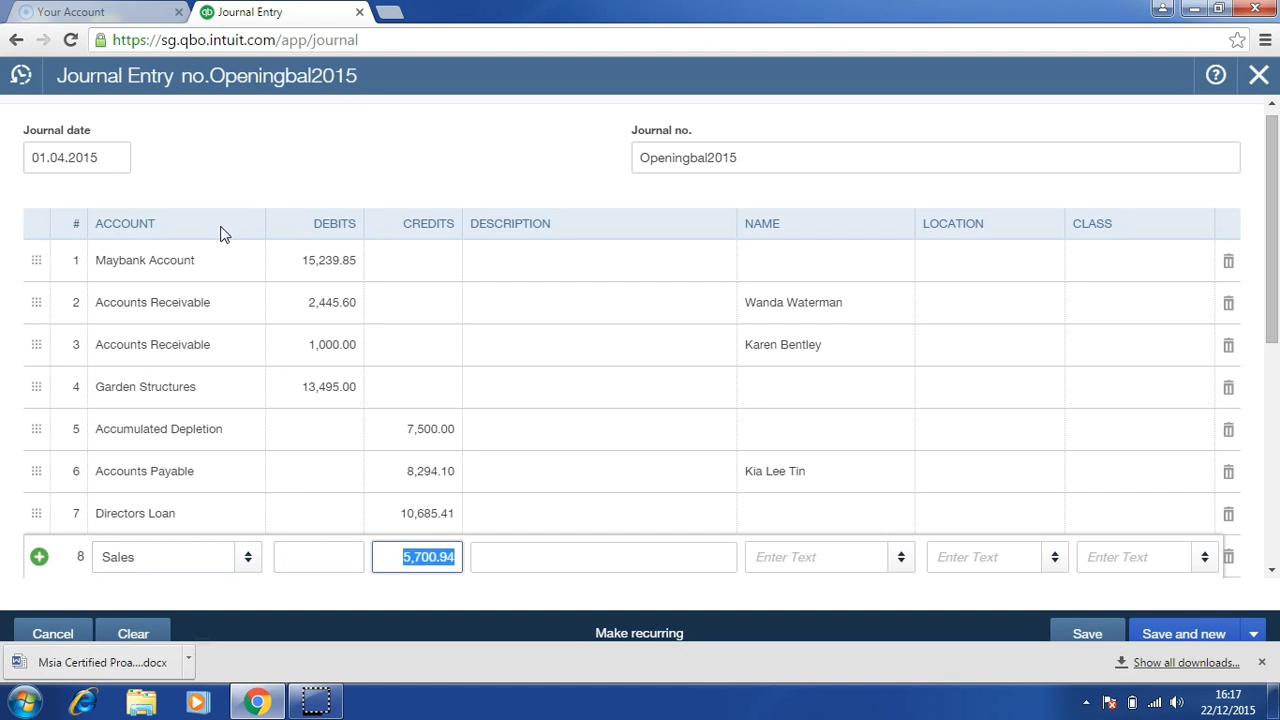 Your Account
Journal Entry
https://sg.qbo.intuit.com/app/journal
Journal Entry no.Openingbal2015
Journal date
Journal no.
01.04.2015
Openingbal2015
# ACCOUNT DEBITS CREDITS DESCRIPTION NAME LOCATION CLASS
1 Maybank Account 15,239.85
2 Accounts Receivable 2,445.60 Wanda Waterman
3 Accounts Receivable 1,000.00 Karen Bentley
4 Garden Structures 13,495.00
5 Accumulated Depletion 7,500.00
6 Accounts Payable 8,294.10 Kia Lee Tin
7 Directors Loan 10,685.41
8 Sales 5,700.94 Enter Text Enter Text Enter Text
Cancel Clear Make recurring Save Save and new
Msia Certified Proa....docx Show all downloads...
16:17
22/12/2015